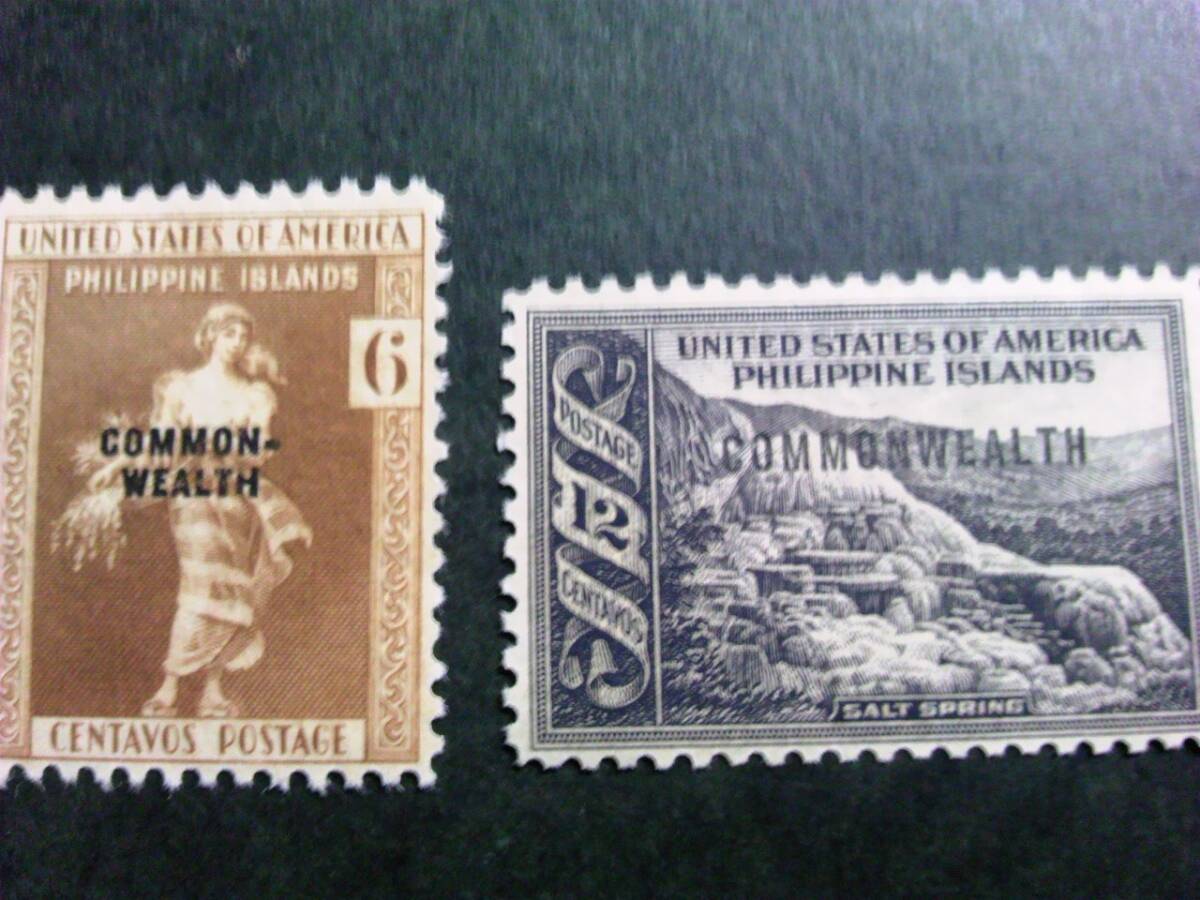 UNITED STATES OF AMERICA
PHILIPPINE ISLANDS
6
COMMON-
WEALTH
CENTAVOS POSTAGE
UNITED STATES OF AMERICA
PHILIPPINE ISLANDS
COMMONWEALTH
POSTAGE
12
CENTAVOS
SALT SPRING